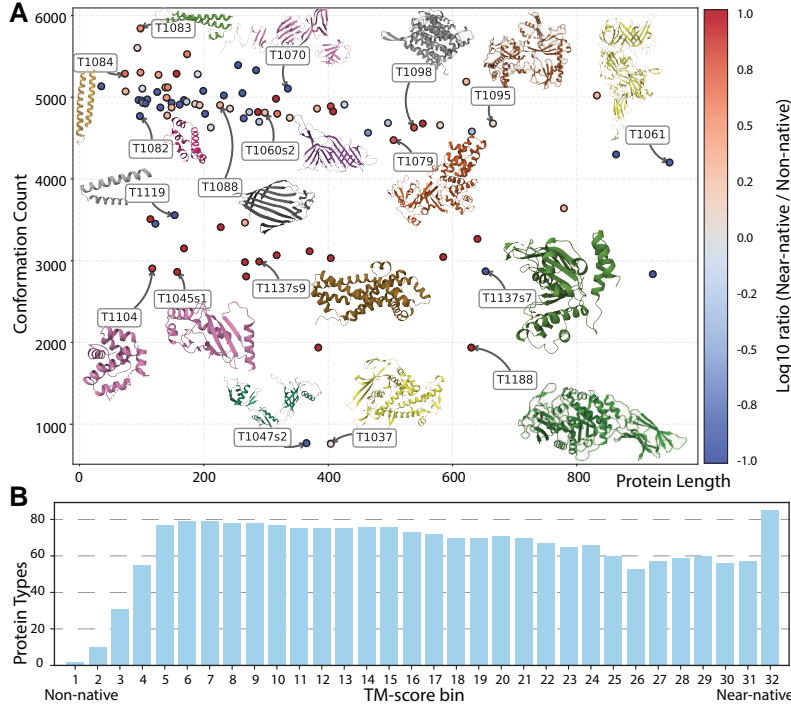 A
6000
5000
4000
3000
2000
1000
Conformation Count
T1083
T1084
T1070
T1098
T1095
T1061
T1082
T1088
T1060s2
T1079
T1119
T1137s9
T1137s7
T1104
T1045s1
T1188
T1047s2
T1037
0 200 400 600 800
Protein Length
1.0
0.8
0.5
0.2
0.0
-0.2
-0.5
-0.8
-1.0
Log10 ratio (Near-native / Non-native)
B
80
60
40
20
0
Protein Types
1 2 3 4 5 6 7 8 9 10 11 12 13 14 15 16 17 18 19 20 21 22 23 24 25 26 27 28 29 30 31 32
Non-native TM-score bin Near-native